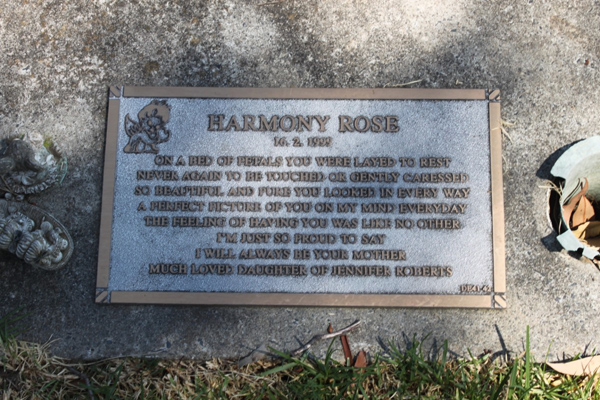 HARMONY ROSE
16. 2. 1999
ON A BED OF PETALS YOU WERE LAYED TO REST
NEVER AGAIN TO BE TOUCHED OR GENTLY CARESSED
SO BEAUTIFUL AND PURE YOU LOOKED IN EVERY WAY
A PERFECT PICTURE OF YOU ON MY MIND EVERYDAY
THE FEELING OF HAVING YOU WAS LIKE NO OTHER
I'M JUST SO PROUD TO SAY
I WILL ALWAYS BE YOUR MOTHER
MUCH LOVED DAUGHTER OF JENNIFER ROBERTS